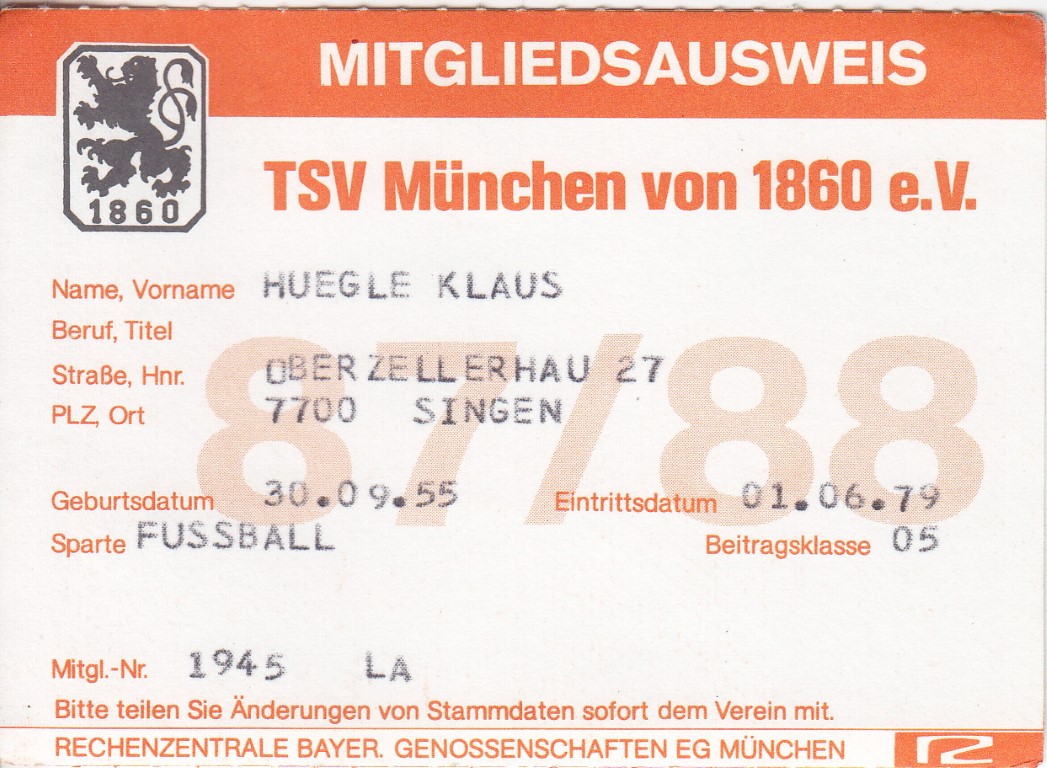 MITGLIEDSAUSWEIS
1860
TSV München von 1860 e.V.
Name, Vorname HUEGLE KLAUS
Beruf, Titel
Straße, Hnr. OBERZELLERHAU 27
PLZ, Ort 7700 SINGEN
87/88
Geburtsdatum 30.09.55 Eintrittsdatum 01.06.79
Sparte FUSSBALL Beitragsklasse 05
Mitgl.-Nr. 1945 LA
Bitte teilen Sie Änderungen von Stammdaten sofort dem Verein mit.
RECHENZENTRALE BAYER. GENOSSENSCHAFTEN EG MÜNCHEN